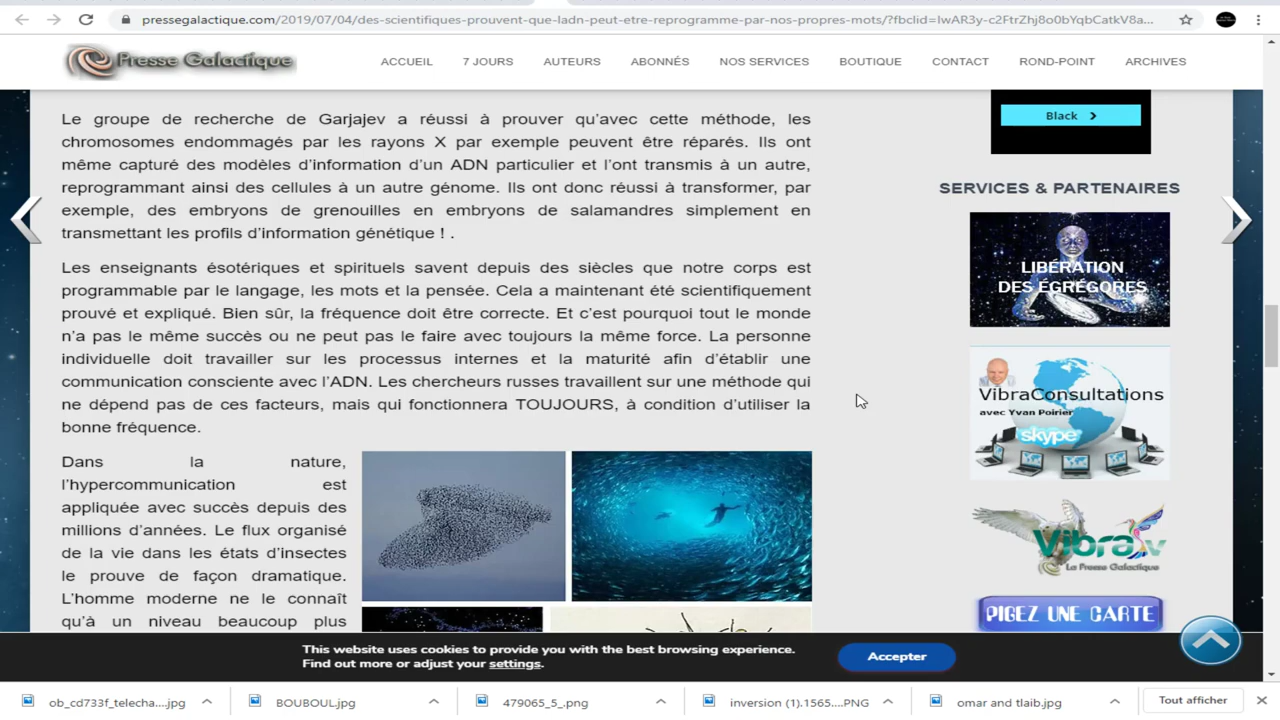 pressegalactique.com/2019/07/04/des-scientifiques-prouvent-que-ladn-peut-etre-reprogramme-par-nos-propres-mots/?fbclid=IwAR3y-c2FtrZhj8o0bYqbCatkV8a...
Presse Galactique
ACCUEIL 7 JOURS AUTEURS ABONNÉS NOS SERVICES BOUTIQUE CONTACT ROND-POINT ARCHIVES
Le groupe de recherche de Garjajev a réussi à prouver qu'avec cette méthode, les
chromosomes endommagés par les rayons X par exemple peuvent être réparés. Ils ont
même capturé des modèles d'information d'un ADN particulier et l'ont transmis à un autre,
reprogrammant ainsi des cellules à un autre génome. Ils ont donc réussi à transformer, par
exemple, des embryons de grenouilles en embryons de salamandres simplement en
transmettant les profils d'information génétique ! .
Les enseignants ésotériques et spirituels savent depuis des siècles que notre corps est
programmable par le langage, les mots et la pensée. Cela a maintenant été scientifiquement
prouvé et expliqué. Bien sûr, la fréquence doit être correcte. Et c'est pourquoi tout le monde
n'a pas le même succès ou ne peut pas le faire avec toujours la même force. La personne
individuelle doit travailler sur les processus internes et la maturité afin d'établir une
communication consciente avec l'ADN. Les chercheurs russes travaillent sur une méthode qui
ne dépend pas de ces facteurs, mais qui fonctionnera TOUJOURS, à condition d'utiliser la
bonne fréquence.
Dans la nature,
l'hypercommunication est
appliquée avec succès depuis des
millions d'années. Le flux organisé
de la vie dans les états d'insectes
le prouve de façon dramatique.
L'homme moderne ne le connaît
qu'à un niveau beaucoup plus
Black
SERVICES & PARTENAIRES
LIBÉRATION
DES ÉGRÉGORES
VibraConsultations
avec Yvan Poirier
skype
Vibra
La Presse Galactique
PIGEZ UNE CARTE
This website uses cookies to provide you with the best browsing experience.
Find out more or adjust your settings.
Accepter
ob_cd733f_telecha....jpg
BOUBOUL.jpg
479065_5_.png
inversion (1).1565....PNG
omar and tlaib.jpg
Tout afficher